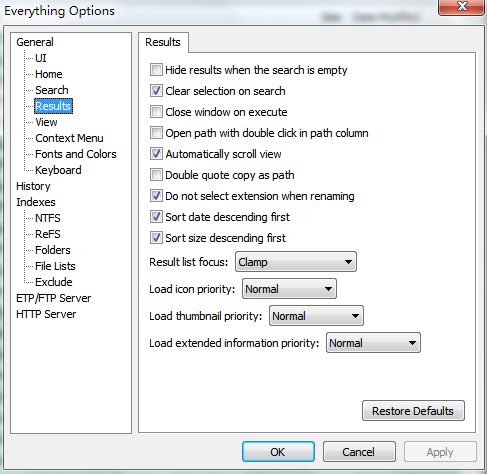 Everything Options
General
UI
Home
Search
Results
View
Context Menu
Fonts and Colors
Keyboard
History
Indexes
NTFS
ReFS
Folders
File Lists
Exclude
ETP/FTP Server
HTTP Server
Results
Hide results when the search is empty
Clear selection on search
Close window on execute
Open path with double click in path column
Automatically scroll view
Double quote copy as path
Do not select extension when renaming
Sort date descending first
Sort size descending first
Result list focus: Clamp
Load icon priority: Normal
Load thumbnail priority: Normal
Load extended information priority: Normal
Restore Defaults
OK Cancel Apply